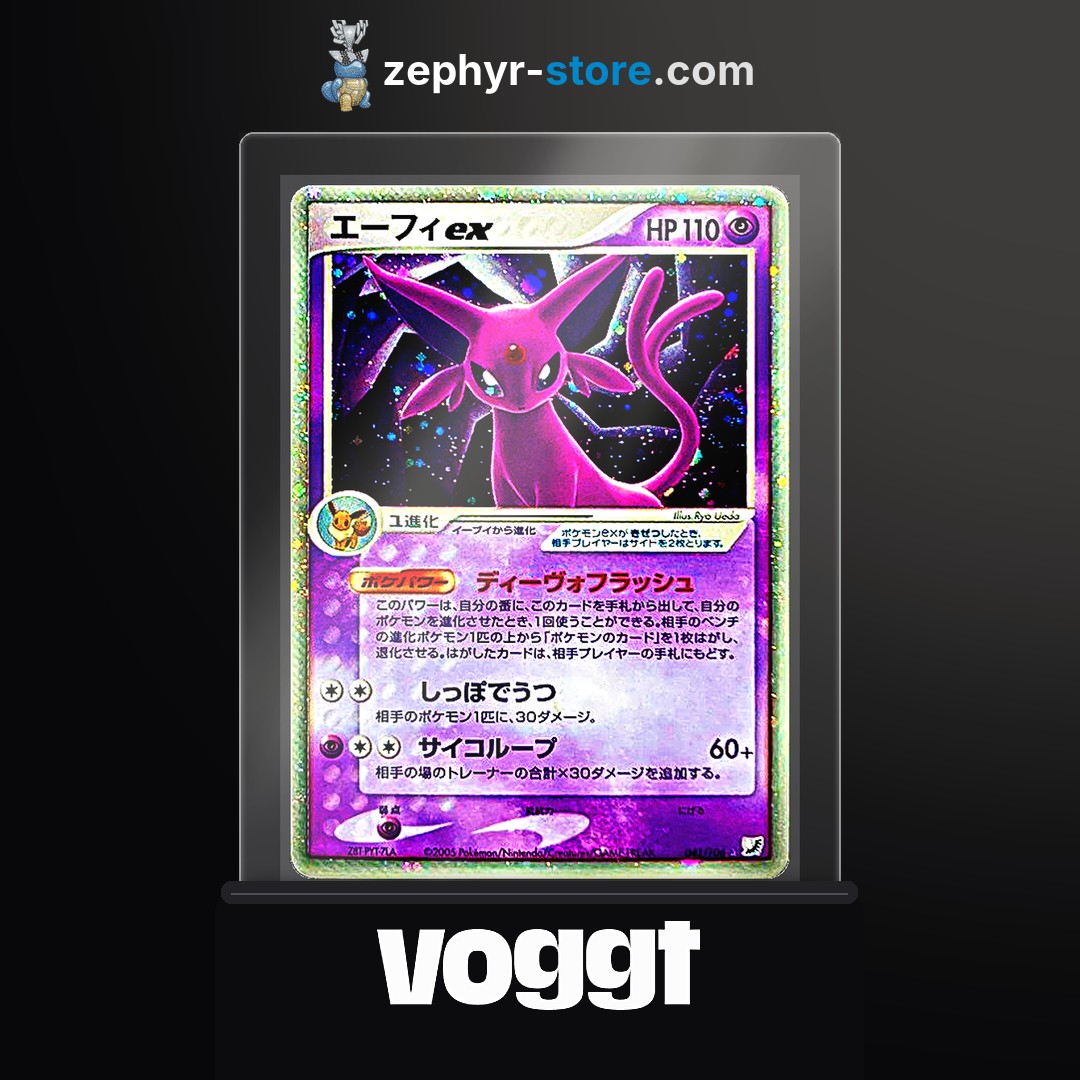 zephyr-store.com
エーフィex
HP110
1進化
イーブイから進化
Illus. Ryo Ueda
ポケモンexがきぜつしたとき、
相手プレイヤーはサイドを2枚とります。
ポケパワー ディーヴォフラッシュ
このパワーは、自分の番に、このカードを手札から出して、自分の
ポケモンを進化させたとき、1回使うことができる。相手のベンチ
の進化ポケモン1匹の上から「ポケモンのカード」を1枚はがし、
退化させる。はがしたカードは、相手プレイヤーの手札にもどす。
しっぽでうつ
相手のポケモン1匹に、30ダメージ。
サイコループ 60+
相手の場のトレーナーの合計×30ダメージを追加する。
弱点 抵抗力 にげる
©2005 Pokémon/Nintendo/Creatures/GAME FREAK
voggt